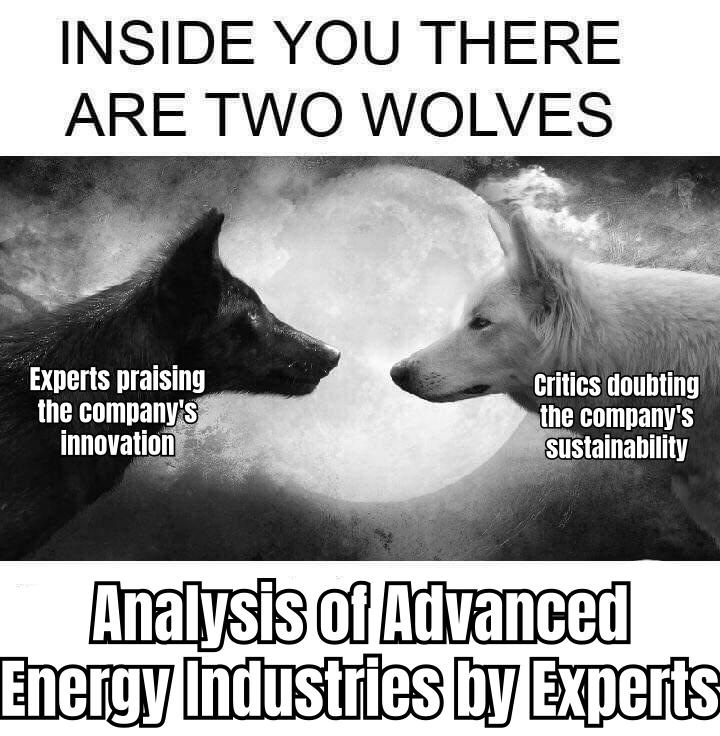 INSIDE YOU THERE
ARE TWO WOLVES
Experts praising
the company's
innovation
Critics doubting
the company's
sustainability
Analysis of Advanced
Energy Industries by Experts